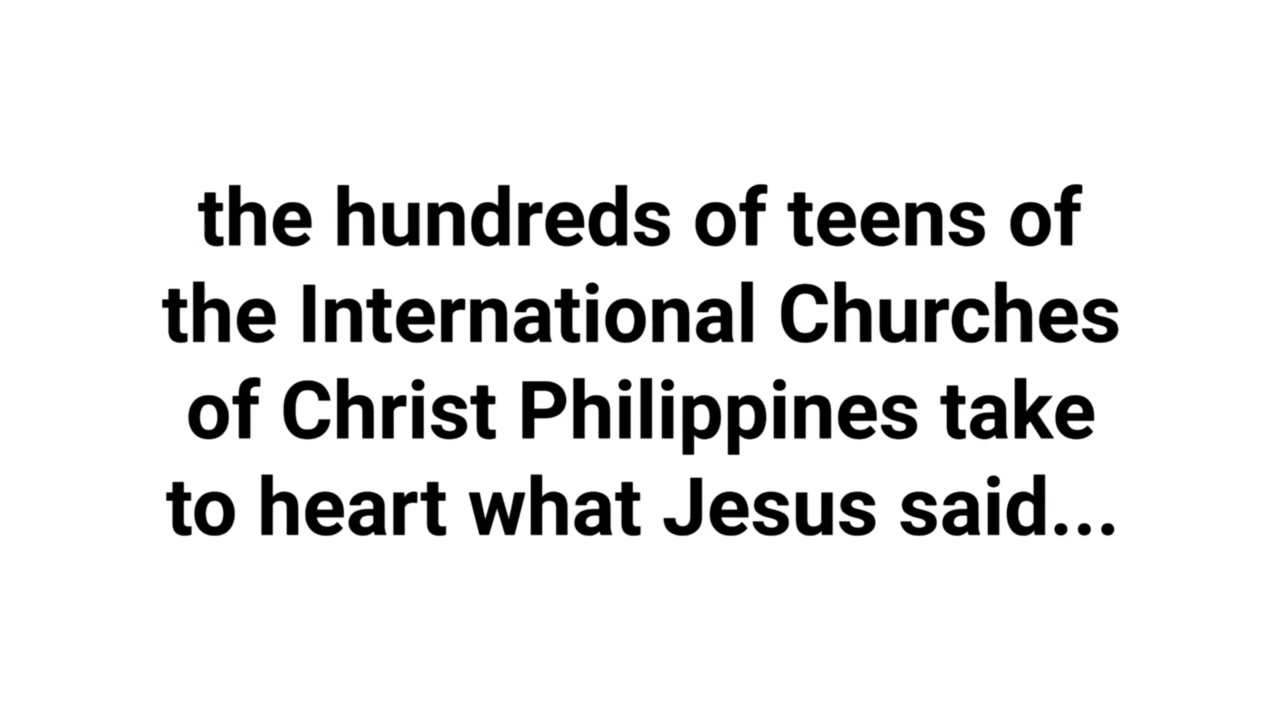 the hundreds of teens of
the International Churches
of Christ Philippines take
to heart what Jesus said...